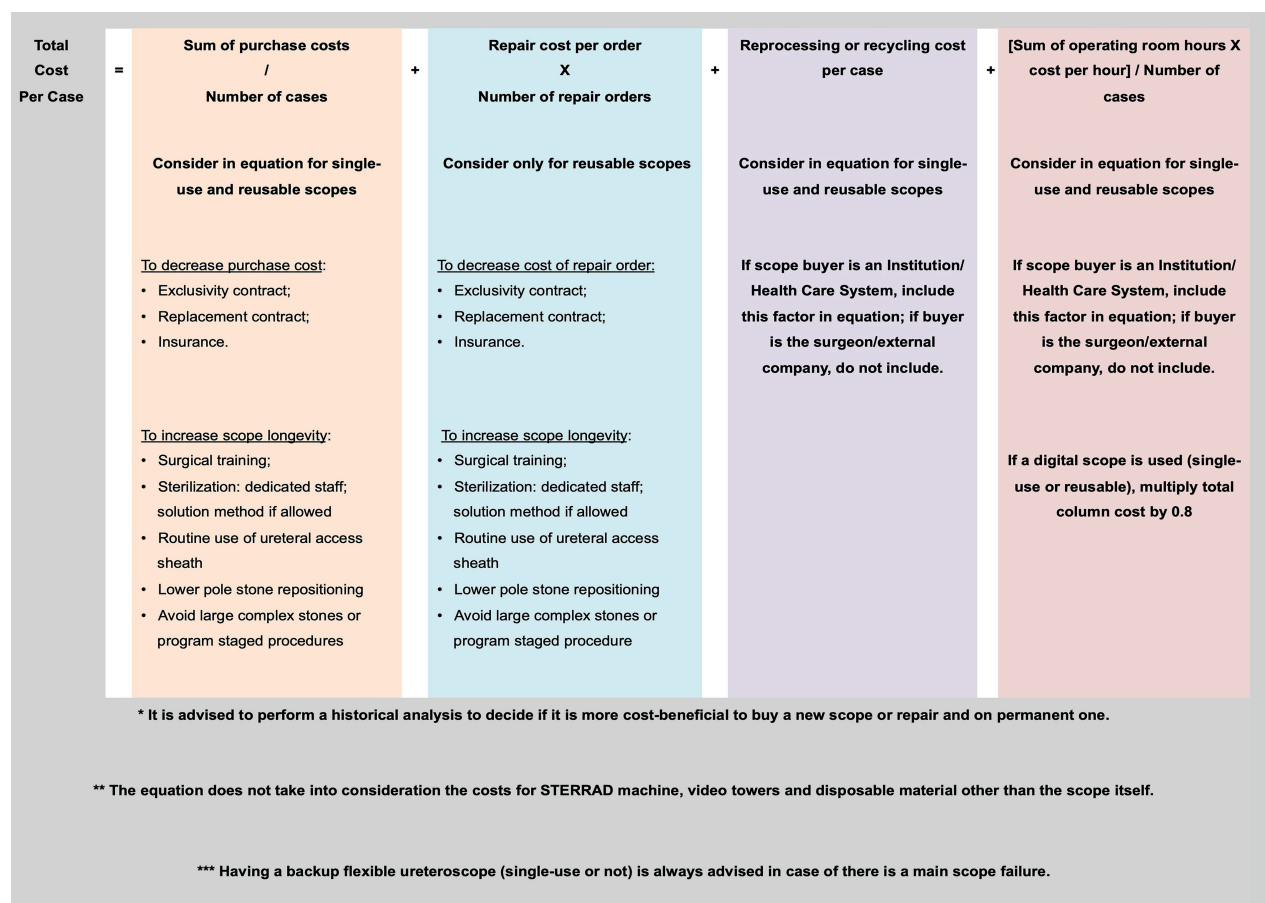 Total
Cost
Per Case
=
Sum of purchase costs
/
Number of cases
Consider in equation for single-
use and reusable scopes
To decrease purchase cost:
• Exclusivity contract;
• Replacement contract;
• Insurance.
To increase scope longevity:
• Surgical training;
• Sterilization: dedicated staff;
solution method if allowed
• Routine use of ureteral access
sheath
• Lower pole stone repositioning
• Avoid large complex stones or
program staged procedures
+
Repair cost per order
X
Number of repair orders
Consider only for reusable scopes
To decrease cost of repair order:
• Exclusivity contract;
• Replacement contract;
• Insurance.
To increase scope longevity:
• Surgical training;
• Sterilization: dedicated staff;
solution method if allowed
• Routine use of ureteral access
sheath
• Lower pole stone repositioning
• Avoid large complex stones or
program staged procedure
+
Reprocessing or recycling cost
per case
Consider in equation for single-
use and reusable scopes
If scope buyer is an Institution/
Health Care System, include
this factor in equation; if buyer
is the surgeon/external
company, do not include.
+
[Sum of operating room hours X
cost per hour] / Number of
cases
Consider in equation for single-
use and reusable scopes
If scope buyer is an Institution/
Health Care System, include
this factor in equation; if buyer
is the surgeon/external
company, do not include.
If a digital scope is used (single-
use or reusable), multiply total
column cost by 0.8
* It is advised to perform a historical analysis to decide if it is more cost-beneficial to buy a new scope or repair and on permanent one.
** The equation does not take into consideration the costs for STERRAD machine, video towers and disposable material other than the scope itself.
*** Having a backup flexible ureteroscope (single-use or not) is always advised in case of there is a main scope failure.